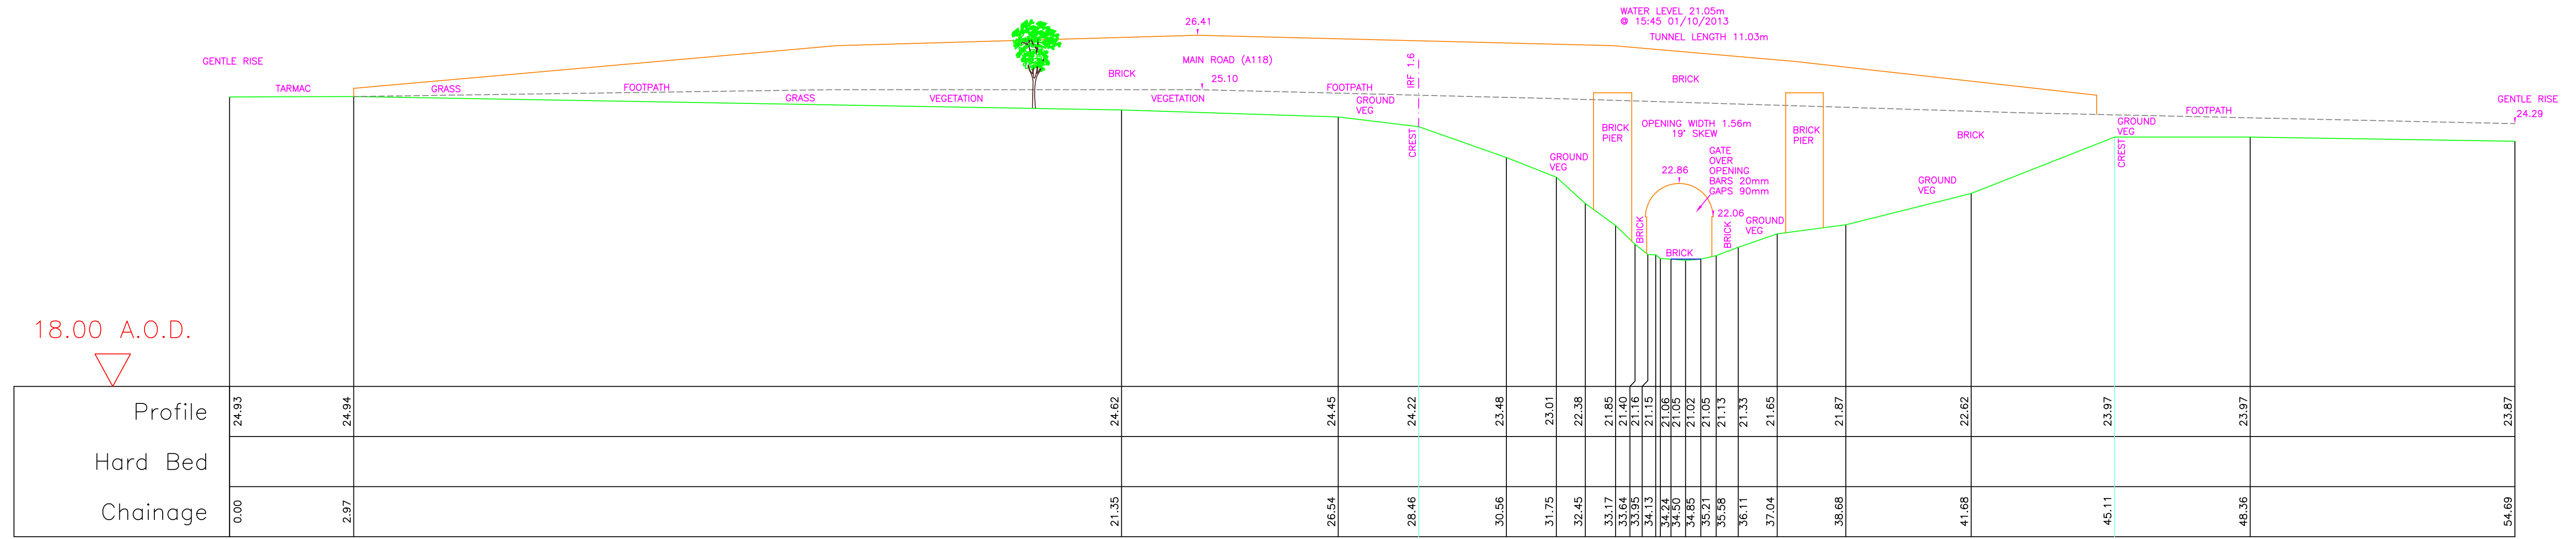 WATER LEVEL 21.05m
@ 15:45 01/10/2013
TUNNEL LENGTH 11.03m
26.41
GENTLE RISE
MAIN ROAD (A118)
IRF 1.6
BRICK
25.10
BRICK
TARMAC
GRASS
FOOTPATH
FOOTPATH
GRASS
VEGETATION
VEGETATION
GROUND
VEG
GENTLE RISE
24.29
FOOTPATH
CREST
BRICK
PIER
OPENING WIDTH 1.56m
19° SKEW
BRICK
PIER
BRICK
GROUND
VEG
CREST
GROUND
VEG
GATE
OVER
OPENING
BARS 20mm
GAPS 90mm
22.86
GROUND
VEG
22.06
BRICK
BRICK
GROUND
VEG
BRICK
18.00 A.O.D.
Profile
24.93
24.94
24.62
24.45
24.22
23.48
23.01
22.38
21.85
21.40
21.16
21.15
21.06
21.05
21.02
21.05
21.13
21.33
21.65
21.87
22.62
23.97
23.97
23.87
Hard Bed
Chainage
0.00
2.97
21.35
26.54
28.46
30.56
31.75
32.45
33.17
33.64
33.95
34.13
34.24
34.50
34.85
35.21
35.58
36.11
37.04
38.68
41.68
45.11
48.36
54.69